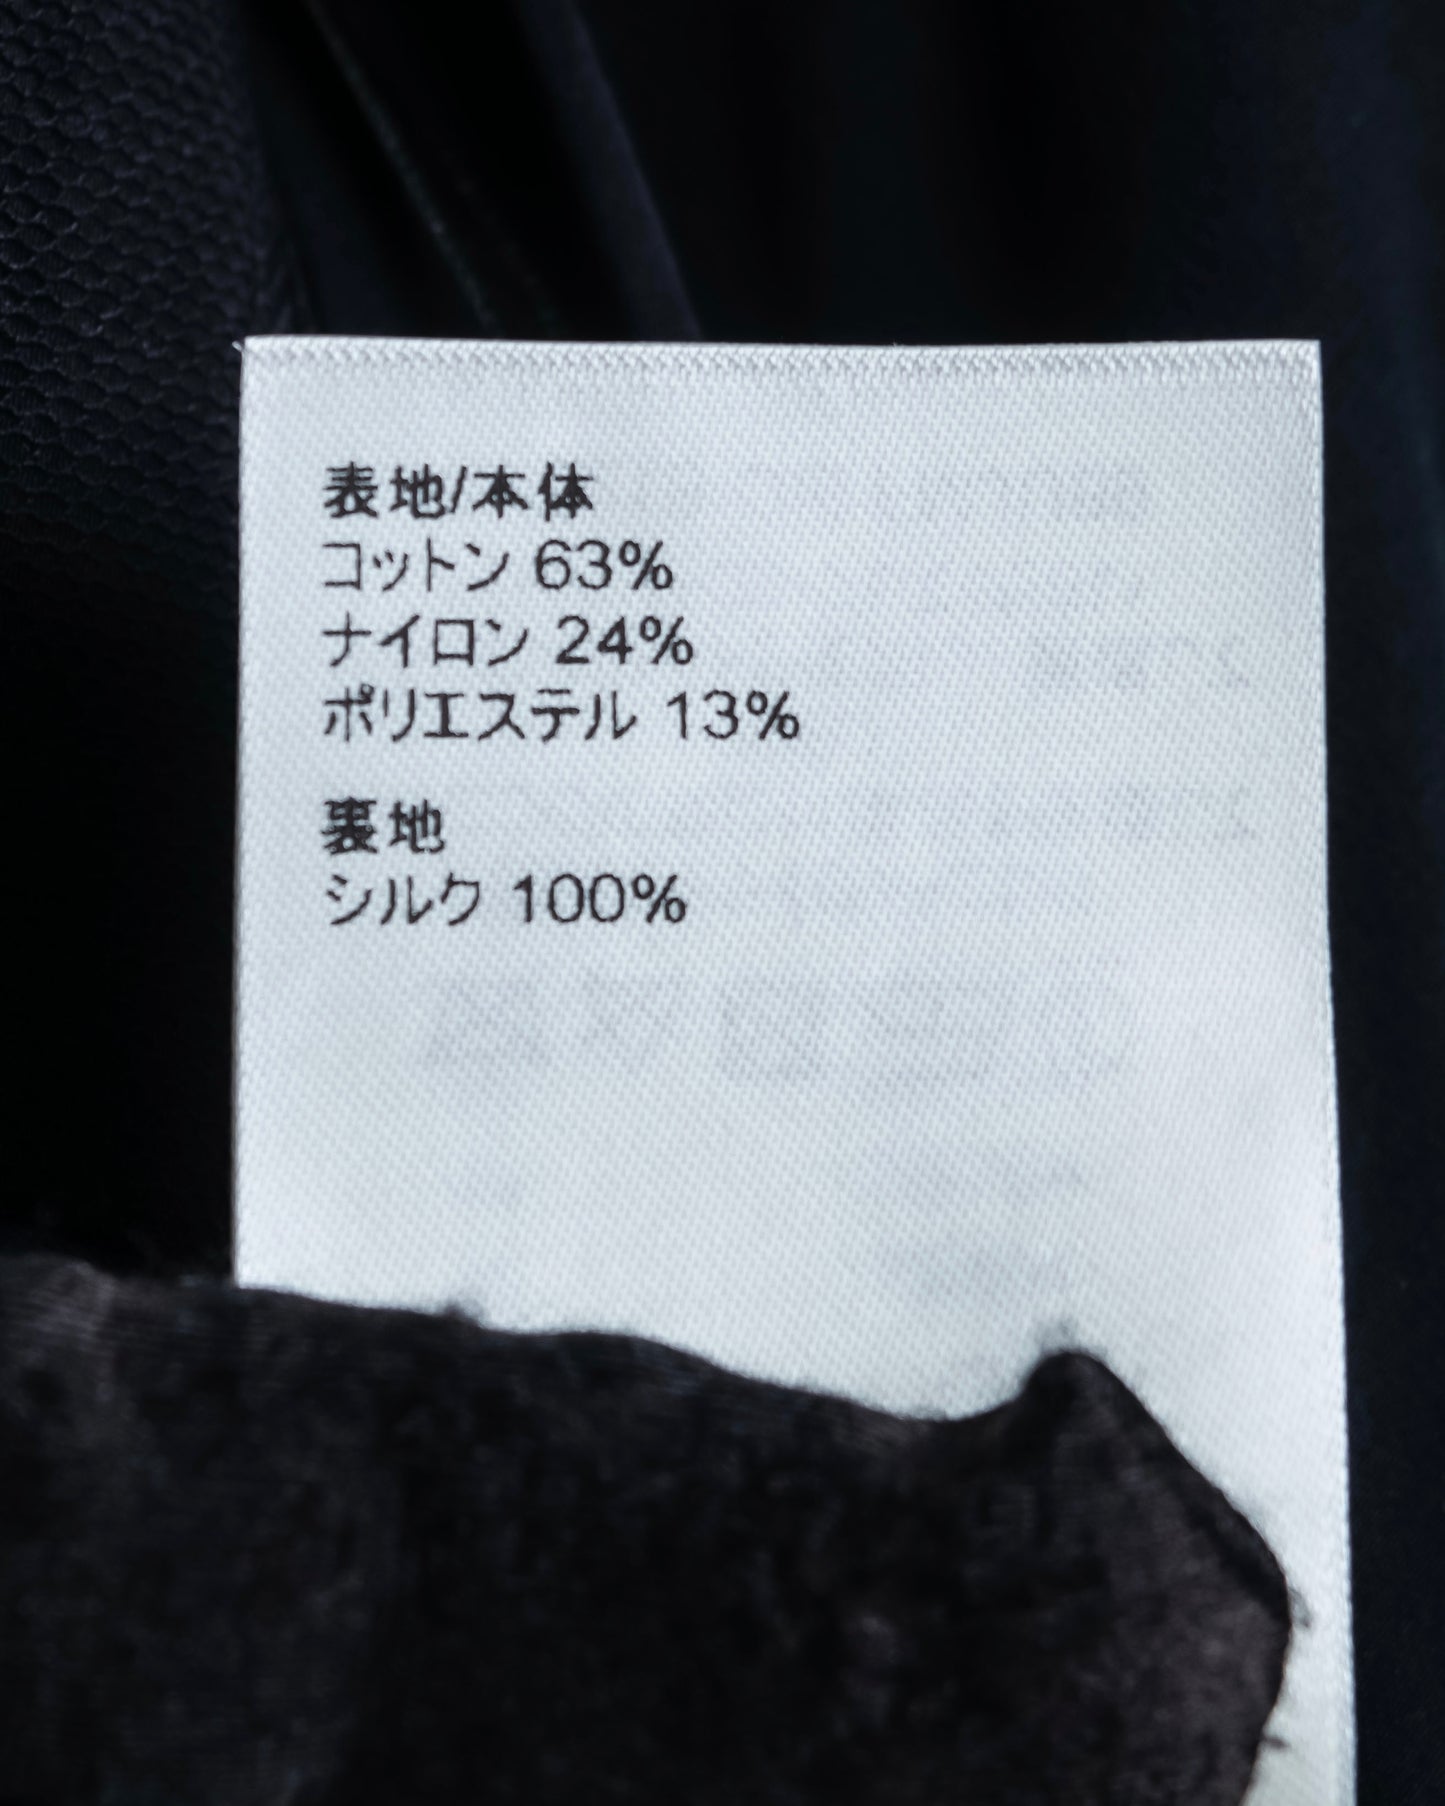 表地/本体
コットン 63%
ナイロン 24%
ポリエステル 13%
裏地
シルク 100%